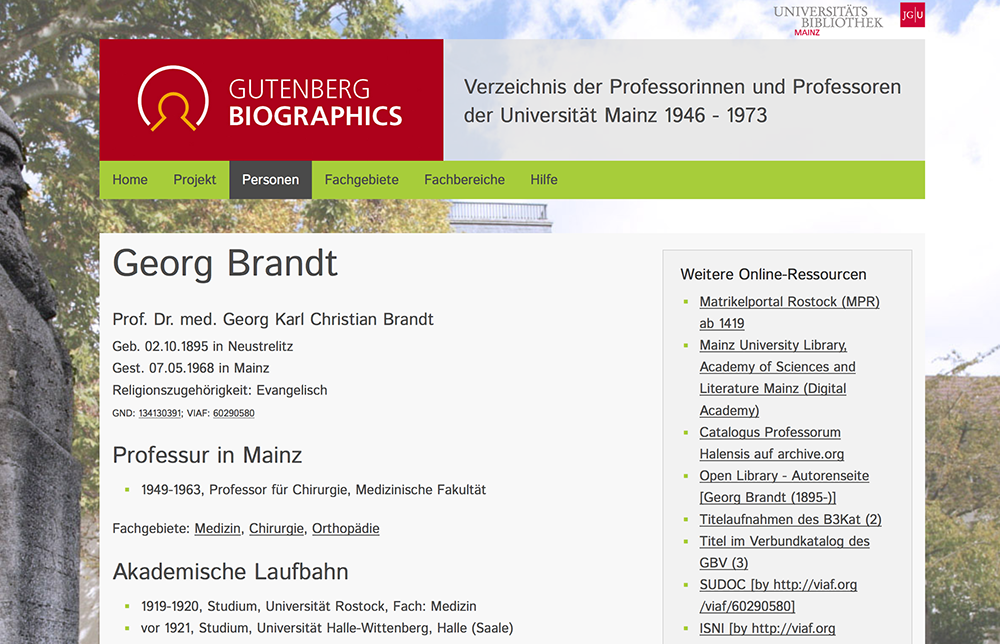 UNIVERSITÄTS
BIBLIOTHEK
MAINZ
JG|U
GUTENBERG
BIOGRAPHICS
Verzeichnis der Professorinnen und Professoren
der Universität Mainz 1946 - 1973
Home Projekt Personen Fachgebiete Fachbereiche Hilfe
Georg Brandt
Prof. Dr. med. Georg Karl Christian Brandt
Geb. 02.10.1895 in Neustrelitz
Gest. 07.05.1968 in Mainz
Religionszugehörigkeit: Evangelisch
GND: 134130391; VIAF: 60290580
Professur in Mainz
1949-1963, Professor für Chirurgie, Medizinische Fakultät
Fachgebiete: Medizin, Chirurgie, Orthopädie
Akademische Laufbahn
1919-1920, Studium, Universität Rostock, Fach: Medizin
vor 1921, Studium, Universität Halle-Wittenberg, Halle (Saale)
Weitere Online-Ressourcen
Matrikelportal Rostock (MPR)
ab 1419
Mainz University Library,
Academy of Sciences and
Literature Mainz (Digital
Academy)
Catalogus Professorum
Halensis auf archive.org
Open Library - Autorenseite
[Georg Brandt (1895-)]
Titelaufnahmen des B3Kat (2)
Titel im Verbundkatalog des
GBV (3)
SUDOC [by http://viaf.org
/viaf/60290580]
ISNI [by http://viaf.org